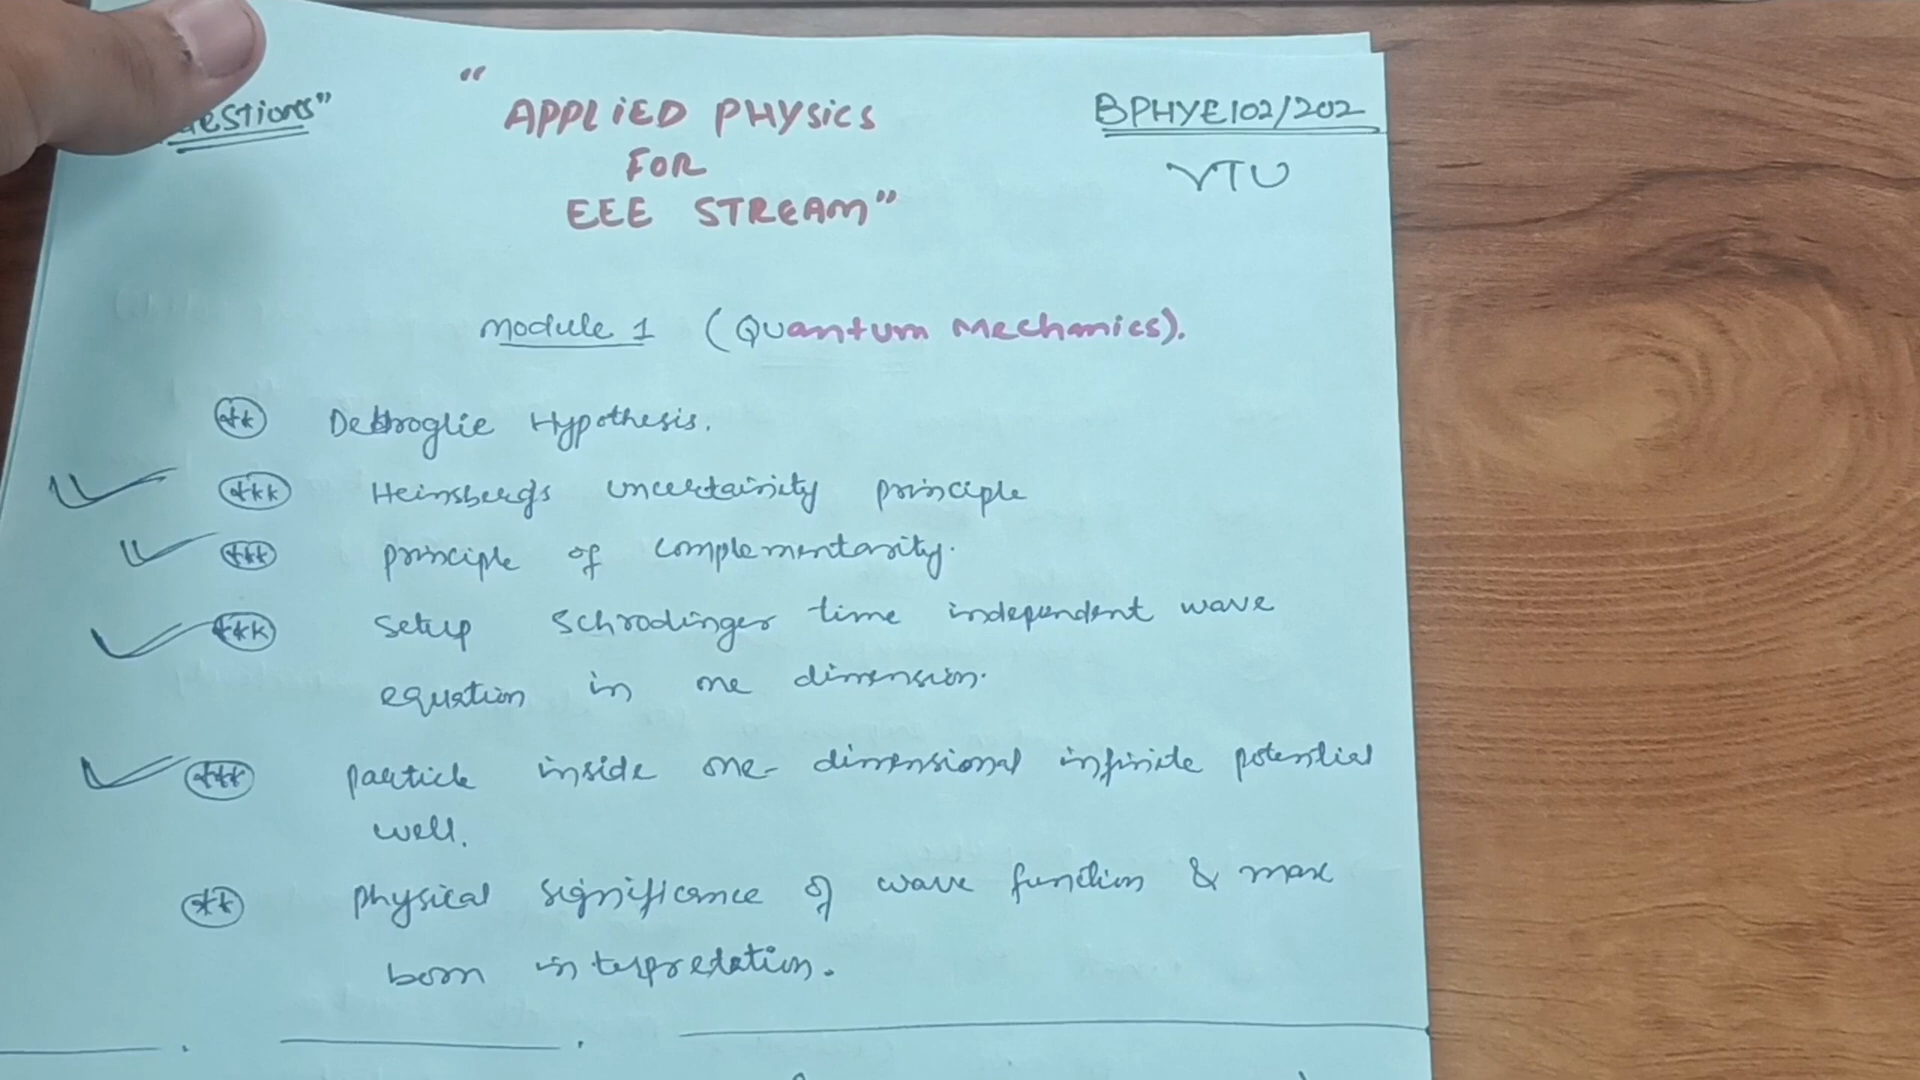 "APPLiED PHYSiCS
FOR
EEE STREAM"
BPHYE102/202
VTU
Module 1 (Quantum Mechanics).
** Debroglie Hypothesis.
*** Heinsberg's uncertainity principle
*** principle of complementarity.
*** setup schrodinger time independent wave
equation in one dimension.
*** particle inside one-dimensional infinite potential
well.
** physical significance of wave function & max
born interpretation.